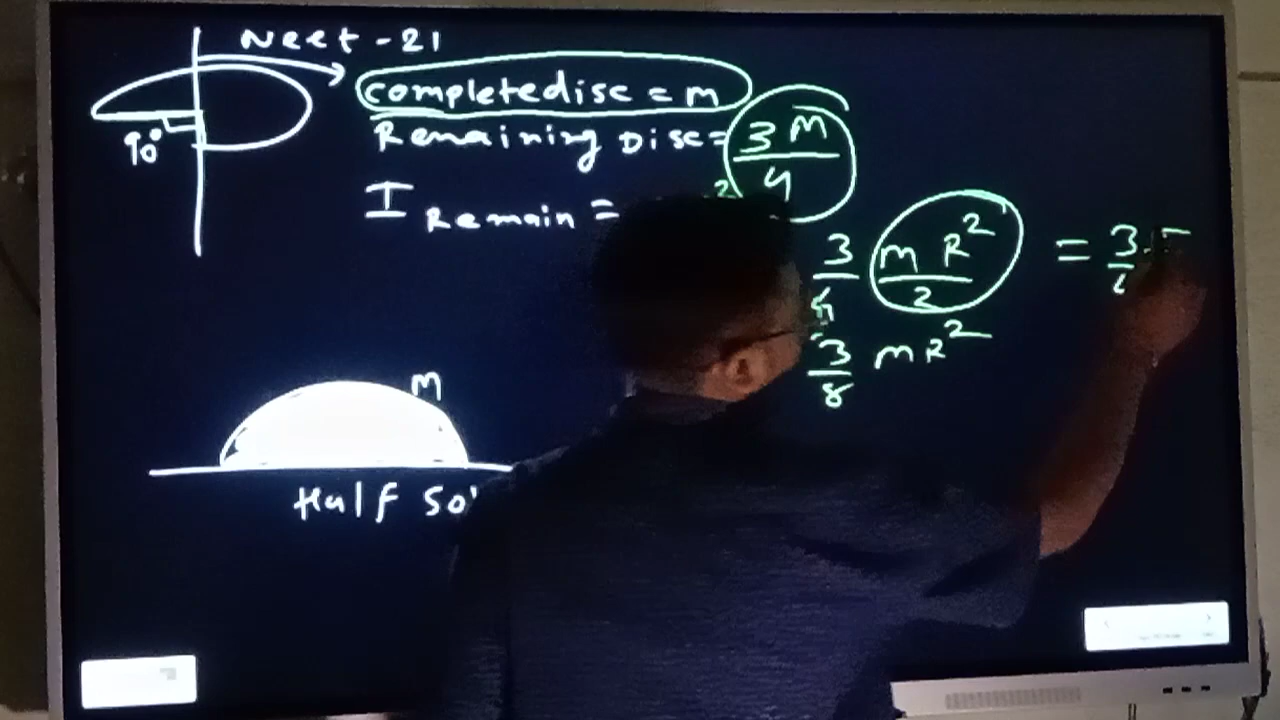 Neet - 21
complete disc = m
90°
Remaining Disc = 3M/4
I Remain =
2
3/4 mR²/2 = 3
3/8 mR²
M
Half so